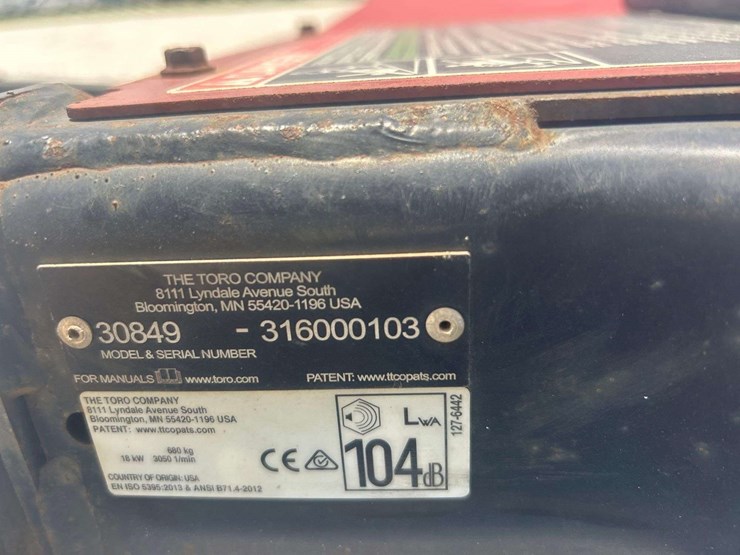 THE TORO COMPANY
8111 Lyndale Avenue South
Bloomington, MN 55420-1196 USA
30849 - 316000103
MODEL & SERIAL NUMBER
FOR MANUALS www.toro.com PATENT: www.ttcopats.com
THE TORO COMPANY
8111 Lyndale Avenue South
Bloomington, MN 55420-1196 USA
PATENT: www.ttcopats.com
680 kg
18 kW 3050 1/min
COUNTRY OF ORIGIN: USA
EN ISO 5395:2013 & ANSI B71.4-2012
CE
LWA
104 dB
127-6442